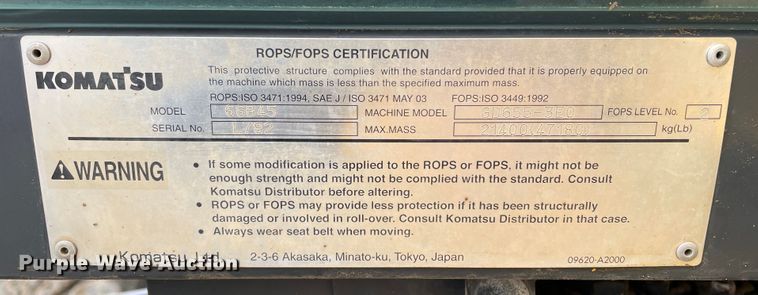 ROPS/FOPS CERTIFICATION
KOMATSU
This protective structure complies with the standard provided that it is properly equipped on
the machine which mass is less than the specified maximum mass.
ROPS:ISO 3471:1994, SAE J / ISO 3471 MAY 03 FOPS:ISO 3449:1992
MODEL MACHINE MODEL GD655-3E0 FOPS LEVEL No. 2
SERIAL No. MAX.MASS kg(Lb)
WARNING
• If some modification is applied to the ROPS or FOPS, it might not be
enough strength and might not be complied with the standard. Consult
Komatsu Distributor before altering.
• ROPS or FOPS may provide less protection if it has been structurally
damaged or involved in roll-over. Consult Komatsu Distributor in that case.
• Always wear seat belt when moving.
Komatsu Ltd. 2-3-6 Akasaka, Minato-ku, Tokyo, Japan 09620-A2000
Purple Wave Auction